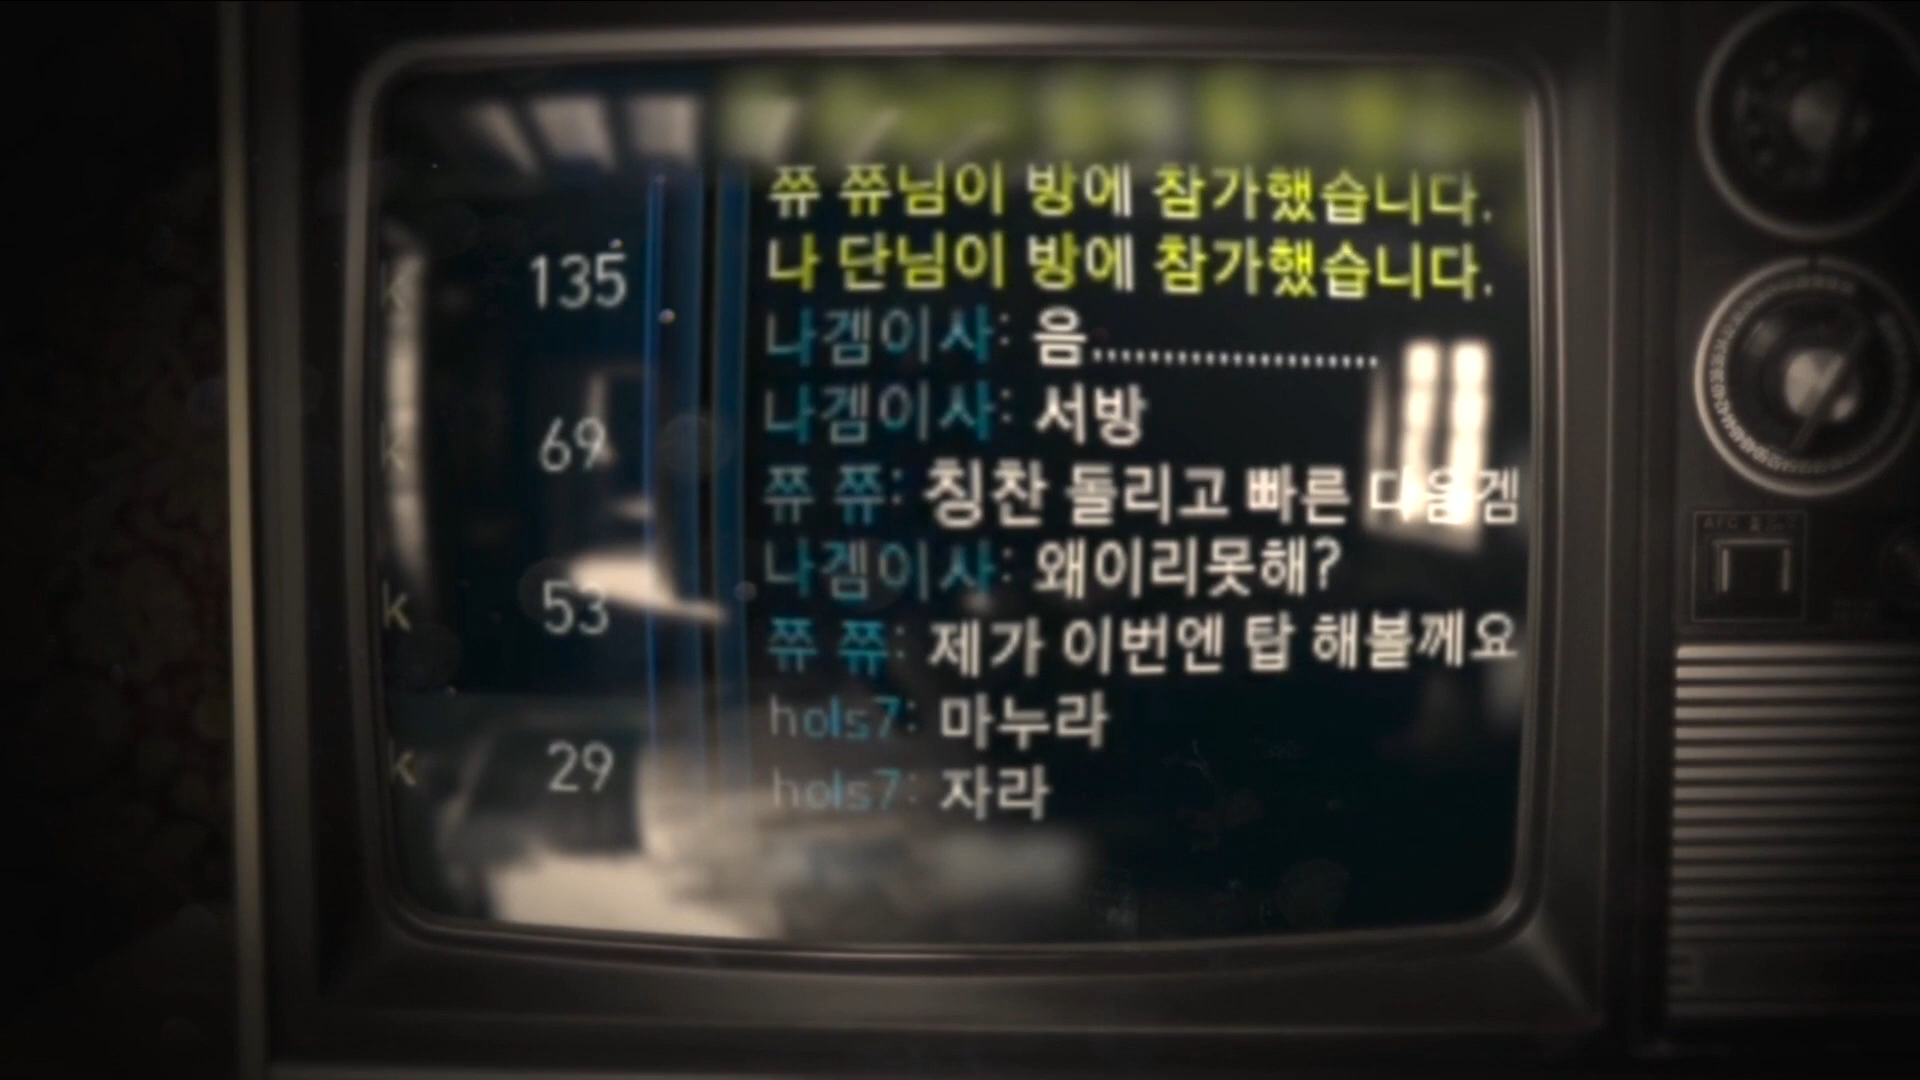 쮸 쮸님이 방에 참가했습니다.
나 단님이 방에 참가했습니다.
나겜이사: 음........................
나겜이사: 서방
쮸 쮸: 칭찬 돌리고 빠른 다음겜
나겜이사: 왜이리못해?
쮸 쮸: 제가 이번엔 탑 해볼께요
hols7: 마누라
hols7: 자라
135
69
k 53
k 29